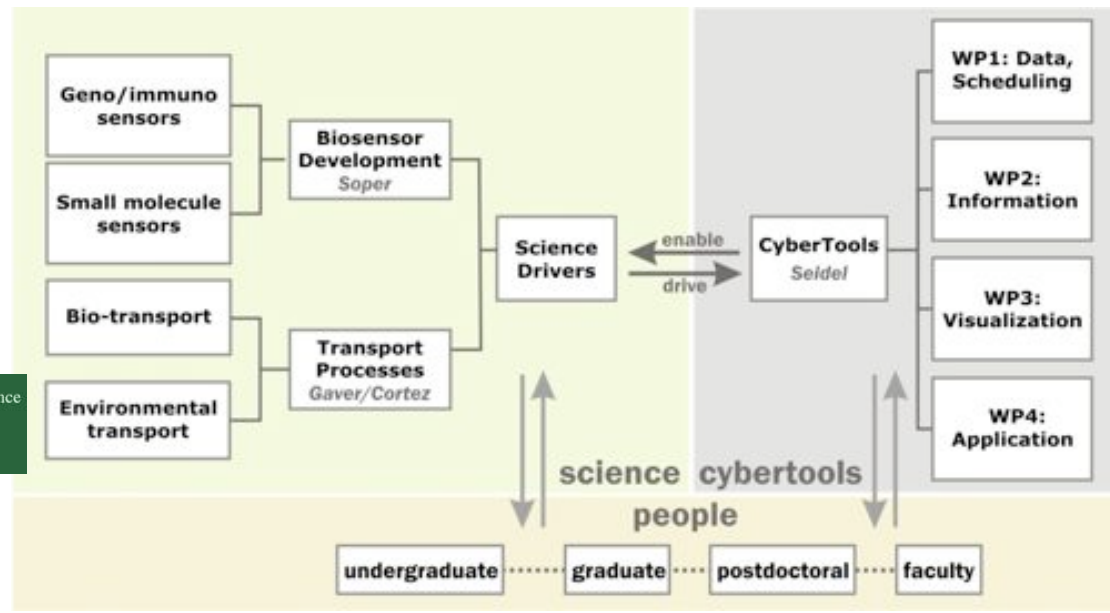 Geno/immuno
sensors
Small molecule
sensors
Bio-transport
Environmental
transport
Biosensor
Development
Soper
Transport
Processes
Gaver/Cortez
Science
Drivers
enable
drive
CyberTools
Seidel
WP1: Data,
Scheduling
WP2:
Information
WP3:
Visualization
WP4:
Application
science cybertools
people
undergraduate graduate postdoctoral faculty